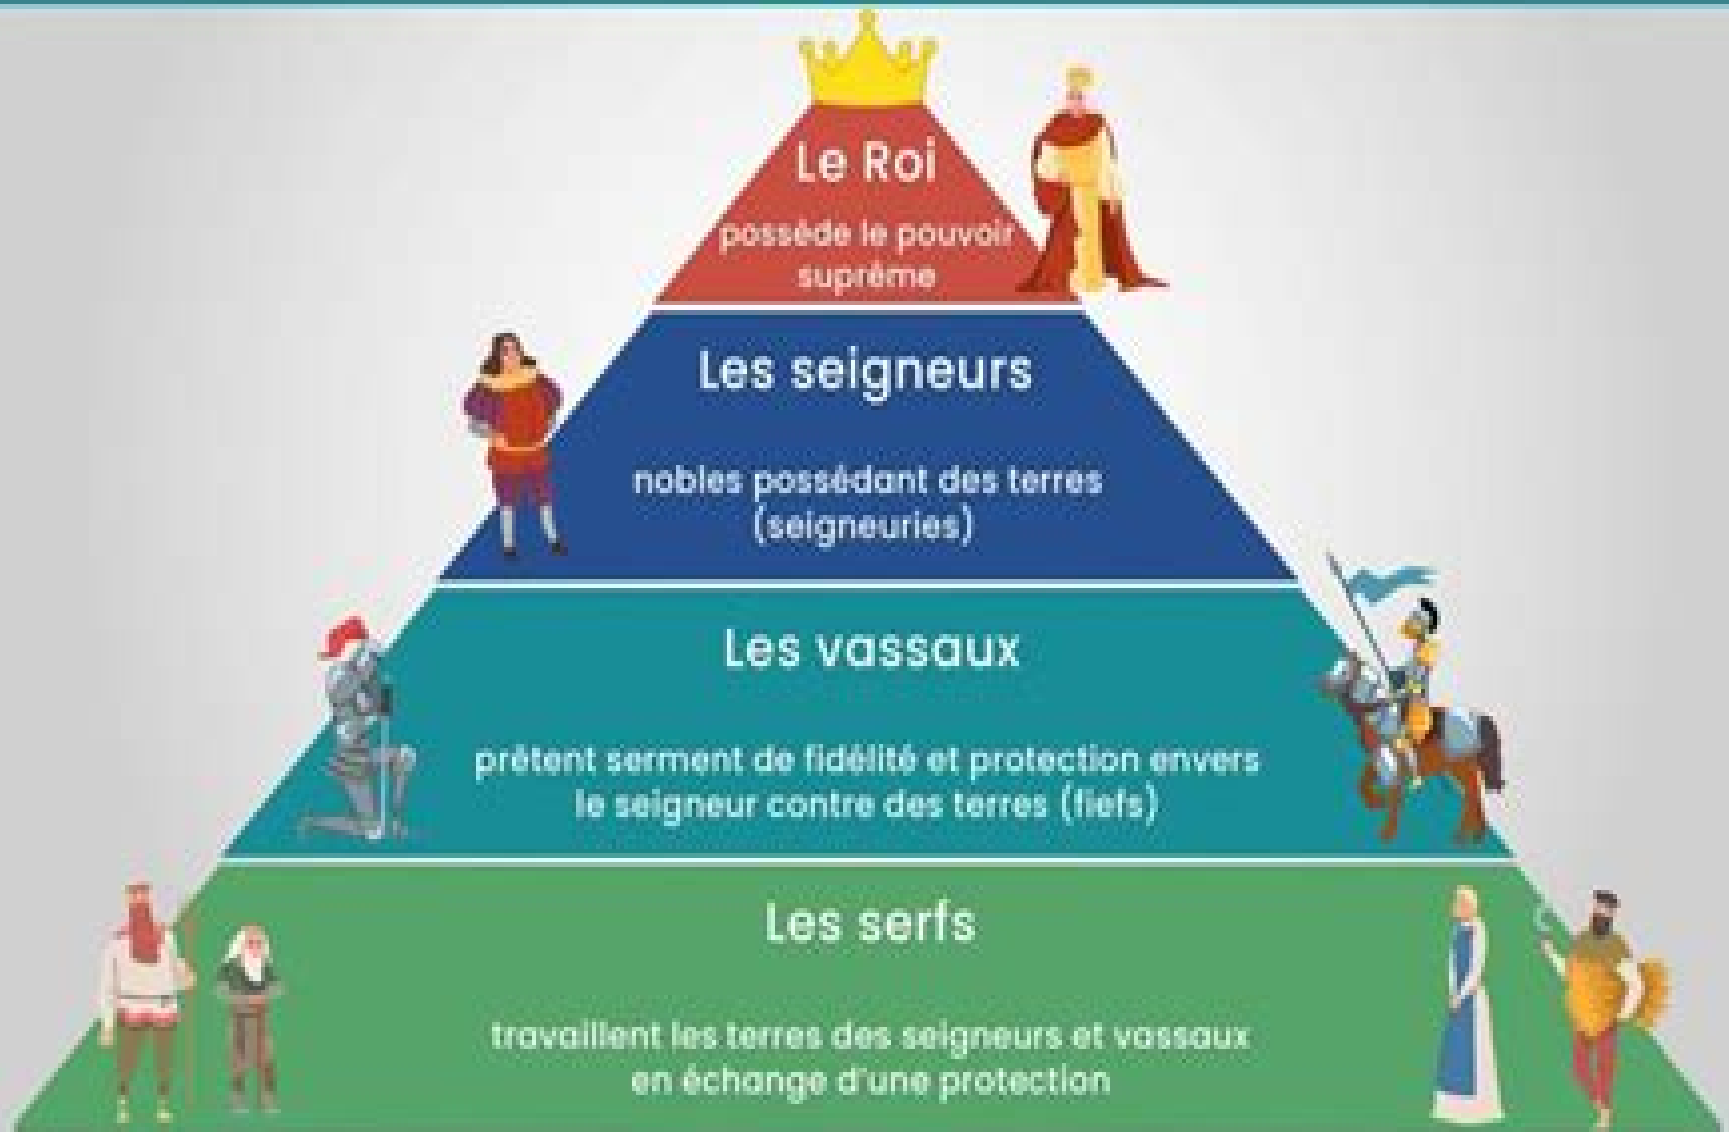 Le Roi
possède le pouvoir
suprême
Les seigneurs
nobles possédant des terres
(seigneuries)
Les vassaux
prêtent serment de fidélité et protection envers
le seigneur contre des terres (fiefs)
Les serfs
travaillent les terres des seigneurs et vassaux
en échange d'une protection